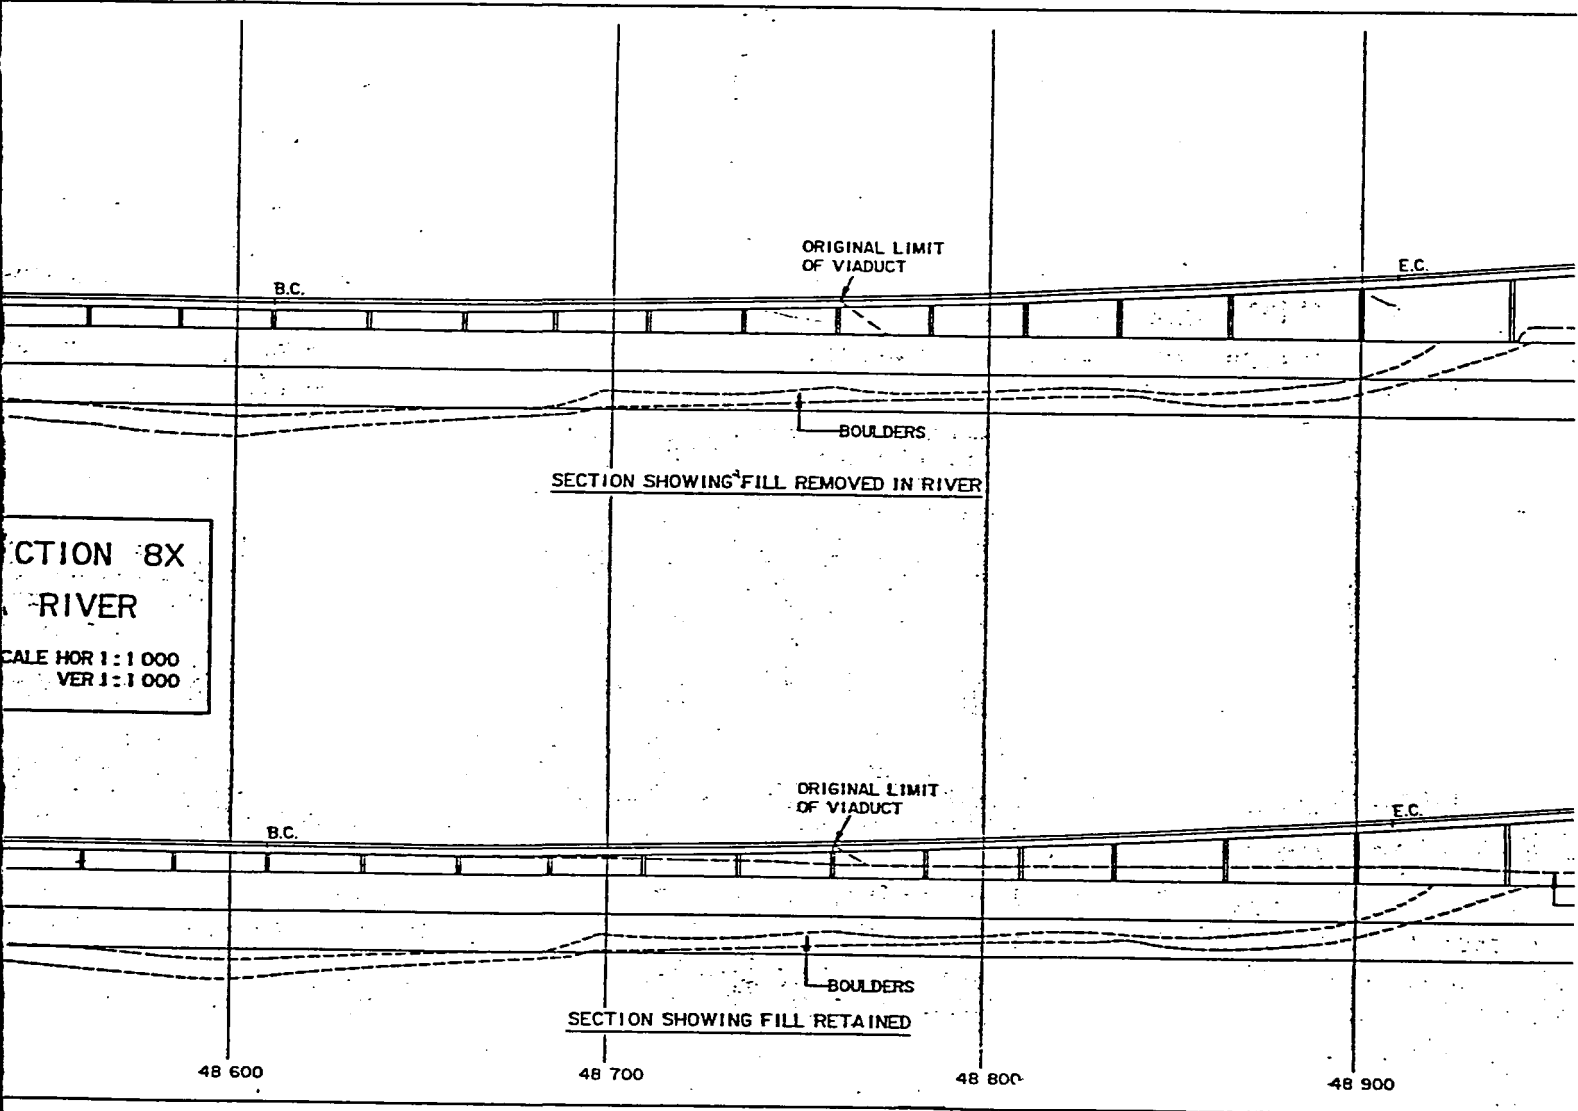 ORIGINAL LIMIT
OF VIADUCT
B.C.
E.C.
BOULDERS
SECTION SHOWING FILL REMOVED IN RIVER
CTION 8X
RIVER
CALE HOR 1:1 000
VER 1:1 000
ORIGINAL LIMIT
OF VIADUCT
B.C.
E.C.
BOULDERS
SECTION SHOWING FILL RETAINED
48 600
48 700
48 800
48 900